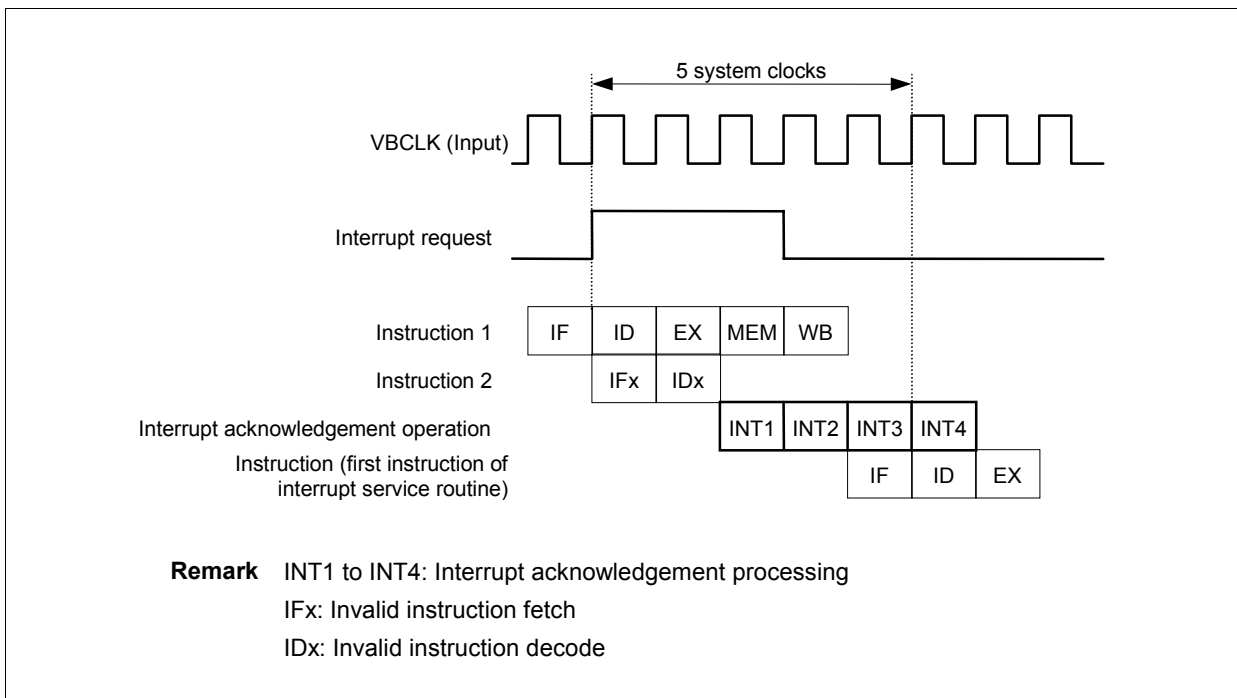 5 system clocks
VBCLK (Input)
Interrupt request
Instruction 1 IF ID EX MEM WB
Instruction 2 IFx IDx
Interrupt acknowledgement operation INT1 INT2 INT3 INT4
Instruction (first instruction of
interrupt service routine) IF ID EX
Remark INT1 to INT4: Interrupt acknowledgement processing
IFx: Invalid instruction fetch
IDx: Invalid instruction decode